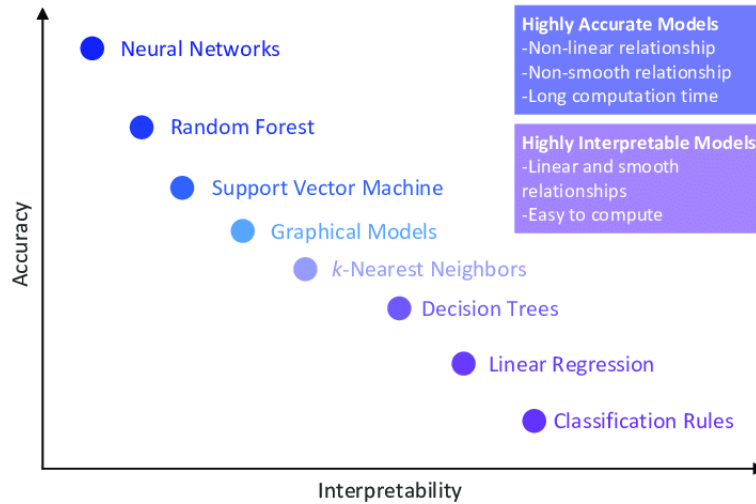 Highly Accurate Models
-Non-linear relationship
-Non-smooth relationship
-Long computation time
Highly Interpretable Models
-Linear and smooth
relationships
-Easy to compute
Neural Networks
Random Forest
Support Vector Machine
Graphical Models
k-Nearest Neighbors
Decision Trees
Linear Regression
Classification Rules
Accuracy
Interpretability